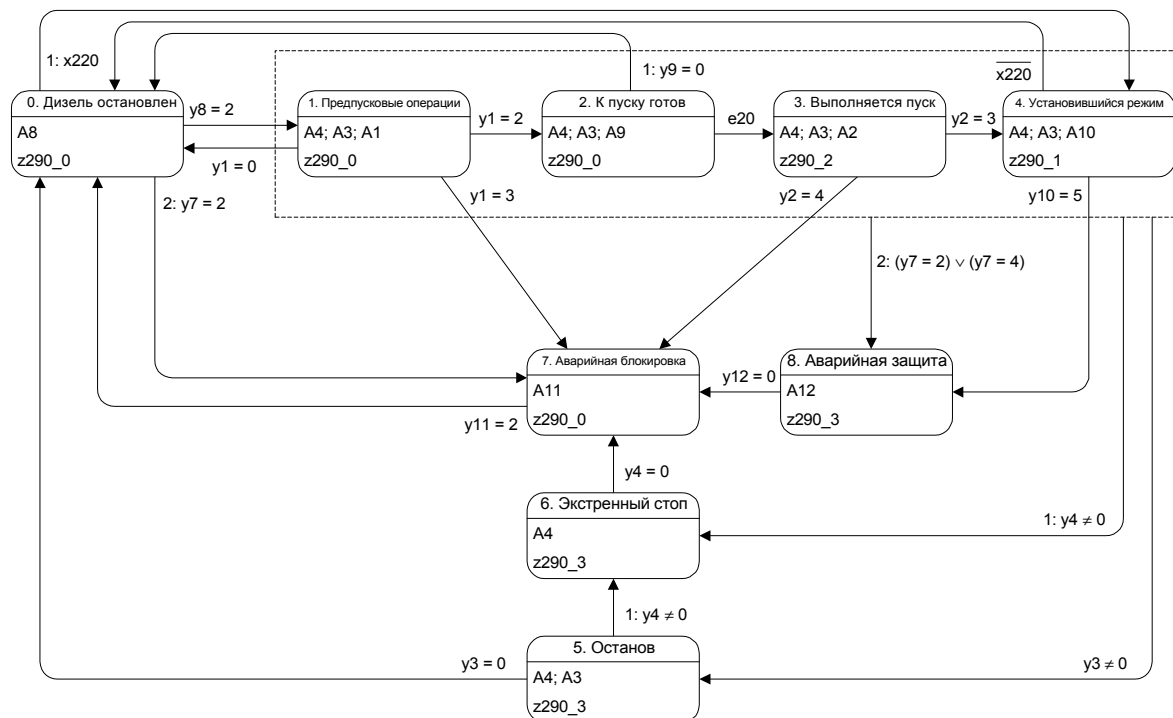 1: x220
1: y9 = 0
x220
0. Дизель остановлен
A8
z290_0
y8 = 2
y1 = 0
1. Предпусковые операции
A4; A3; A1
z290_0
y1 = 2
2. К пуску готов
A4; A3; A9
z290_0
e20
3. Выполняется пуск
A4; A3; A2
z290_2
y2 = 3
4. Установившийся режим
A4; A3; A10
z290_1
2: y7 = 2
y1 = 3
y2 = 4
y10 = 5
2: (y7 = 2) ∨ (y7 = 4)
7. Аварийная блокировка
A11
z290_0
y12 = 0
8. Аварийная защита
A12
z290_3
y11 = 2
y4 = 0
6. Экстренный стоп
A4
z290_3
1: y4 ≠ 0
1: y4 ≠ 0
5. Останов
A4; A3
z290_3
y3 = 0
y3 ≠ 0